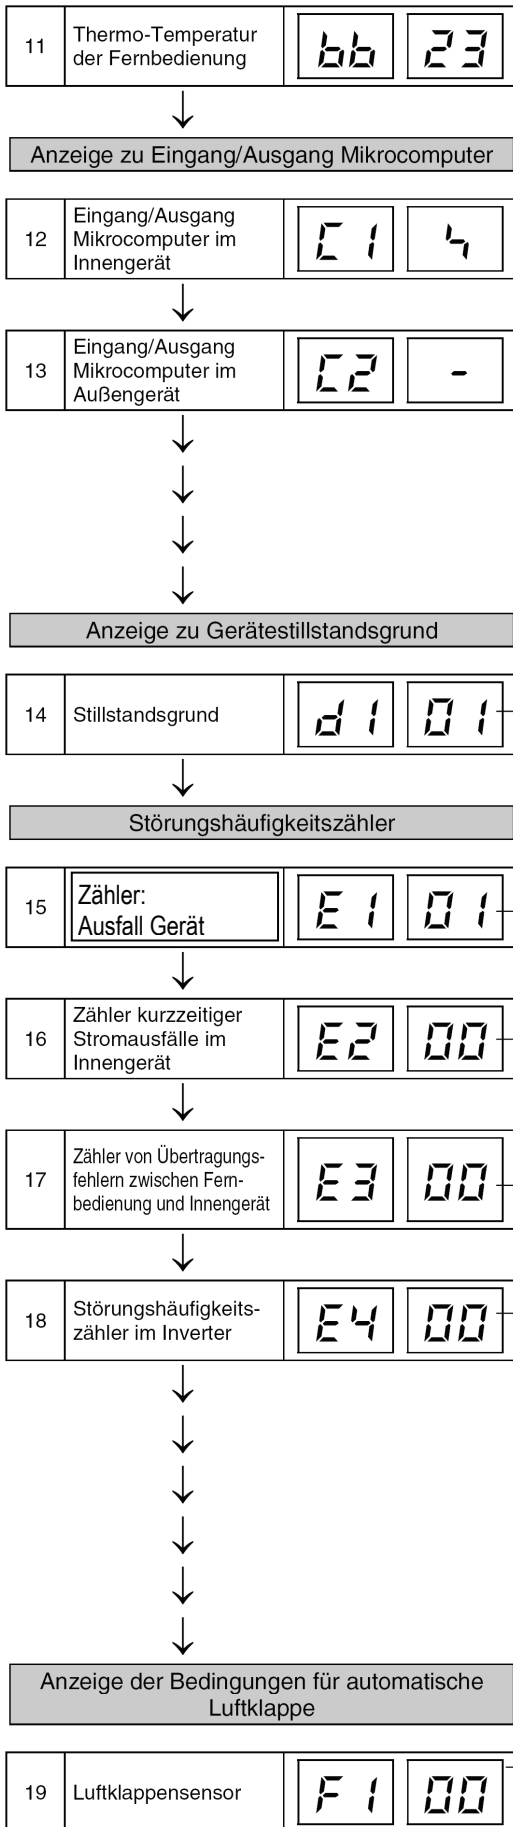 11 Thermo-Temperatur
der Fernbedienung
bb 23
Anzeige zu Eingang/Ausgang Mikrocomputer
12 Eingang/Ausgang
Mikrocomputer im
Innengerät
C1
13 Eingang/Ausgang
Mikrocomputer im
Außengerät
C2 -
Anzeige zu Gerätestillstandsgrund
14 Stillstandsgrund
d1 01
Störungshäufigkeitszähler
15 Zähler:
Ausfall Gerät
E1 01
16 Zähler kurzzeitiger
Stromausfälle im
Innengerät
E2 00
17 Zähler von Übertragungs-
fehlern zwischen Fern-
bedienung und Innengerät
E3 00
18 Störungshäufigkeits-
zähler im Inverter
E4 00
Anzeige der Bedingungen für automatische
Luftklappe
19 Luftklappensensor
F1 00